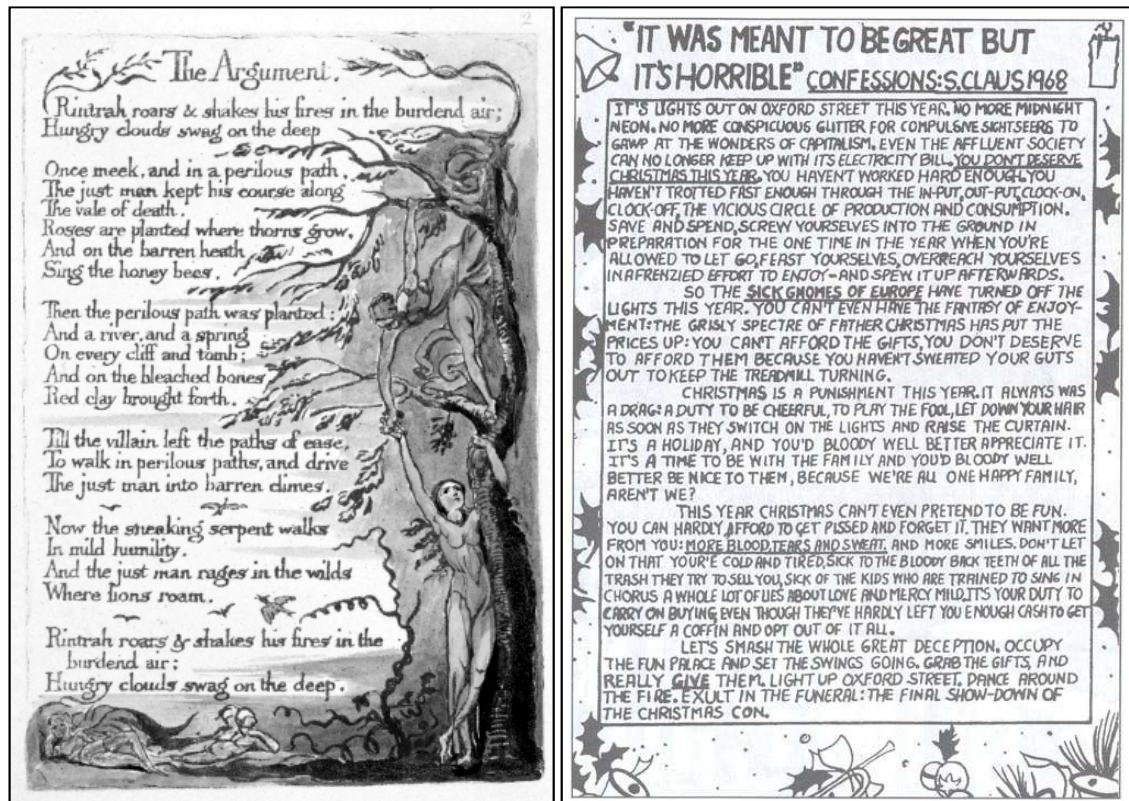 2
The Argument.
Rintrah roars & shakes his fires in the burdend air;
Hungry clouds swag on the deep
Once meek, and in a perilous path,
The just man kept his course along
The vale of death.
Roses are planted where thorns grow,
And on the barren heath
Sing the honey bees.
Then the perilous path was planted:
And a river, and a spring
On every cliff and tomb;
And on the bleached bones
Red clay brought forth.
Till the villain left the paths of ease,
To walk in perilous paths, and drive
The just man into barren climes.
Now the sneaking serpent walks
In mild humility.
And the just man rages in the wilds
Where lions roam.
Rintrah roars & shakes his fires in the
burdend air;
Hungry clouds swag on the deep.
"IT WAS MEANT TO BE GREAT BUT
IT'S HORRIBLE" CONFESSIONS: S. CLAUS 1968
IT'S LIGHTS OUT ON OXFORD STREET THIS YEAR. NO MORE MIDNIGHT
NEON. NO MORE CONSPICUOUS GLITTER FOR COMPULSIVE SIGHTSEERS TO
GAWP AT THE WONDERS OF CAPITALISM. EVEN THE AFFLUENT SOCIETY
CAN NO LONGER KEEP UP WITH ITS ELECTRICITY BILL. YOU DON'T DESERVE
CHRISTMAS THIS YEAR. YOU HAVEN'T WORKED HARD ENOUGH. YOU
HAVEN'T TROTTED FAST ENOUGH THROUGH THE IN-PUT, OUT-PUT, CLOCK-ON,
CLOCK-OFF, THE VICIOUS CIRCLE OF PRODUCTION AND CONSUMPTION.
SAVE AND SPEND, SCREW YOURSELVES INTO THE GROUND IN
PREPARATION FOR THE ONE TIME IN THE YEAR WHEN YOU'RE
ALLOWED TO LET GO, FEAST YOURSELVES, OVERREACH YOURSELVES
IN A FRENZIED EFFORT TO ENJOY - AND SPEW IT UP AFTERWARDS.
SO THE SICK GNOMES OF EUROPE HAVE TURNED OFF THE
LIGHTS THIS YEAR. YOU CAN'T EVEN HAVE THE FANTASY OF ENJOY-
MENT: THE GRISLY SPECTRE OF FATHER CHRISTMAS HAS PUT THE
PRICES UP: YOU CAN'T AFFORD THE GIFTS, YOU DON'T DESERVE
TO AFFORD THEM BECAUSE YOU HAVEN'T SWEATED YOUR GUTS
OUT TO KEEP THE TREADMILL TURNING.
CHRISTMAS IS A PUNISHMENT THIS YEAR. IT ALWAYS WAS
A DRAG: A DUTY TO BE CHEERFUL, TO PLAY THE FOOL, LET DOWN YOUR HAIR
AS SOON AS THEY SWITCH ON THE LIGHTS AND RAISE THE CURTAIN.
IT'S A HOLIDAY, AND YOU'D BLOODY WELL BETTER APPRECIATE IT.
IT'S A TIME TO BE WITH THE FAMILY AND YOU'D BLOODY WELL
BETTER BE NICE TO THEM, BECAUSE WE'RE ALL ONE HAPPY FAMILY,
AREN'T WE?
THIS YEAR CHRISTMAS CAN'T EVEN PRETEND TO BE FUN.
YOU CAN HARDLY AFFORD TO GET PISSED AND FORGET IT. THEY WANT MORE
FROM YOU: MORE BLOOD, TEARS AND SWEAT. AND MORE SMILES. DON'T LET
ON THAT YOUR'E COLD AND TIRED, SICK TO THE BLOODY BACK TEETH OF ALL THE
TRASH THEY TRY TO SELL YOU, SICK OF THE KIDS WHO ARE TRAINED TO SING IN
CHORUS A WHOLE LOT OF LIES ABOUT LOVE AND MERCY MILD. IT'S YOUR DUTY TO
CARRY ON BUYING, EVEN THOUGH THEY'VE HARDLY LEFT YOU ENOUGH CASH TO GET
YOURSELF A COFFIN AND OPT OUT OF IT ALL.
LET'S SMASH THE WHOLE GREAT DECEPTION. OCCUPY
THE FUN PALACE AND SET THE SWINGS GOING. GRAB THE GIFTS, AND
REALLY GIVE THEM. LIGHT UP OXFORD STREET, DANCE AROUND
THE FIRE. EXULT IN THE FUNERAL: THE FINAL SHOW-DOWN OF
THE CHRISTMAS CON.